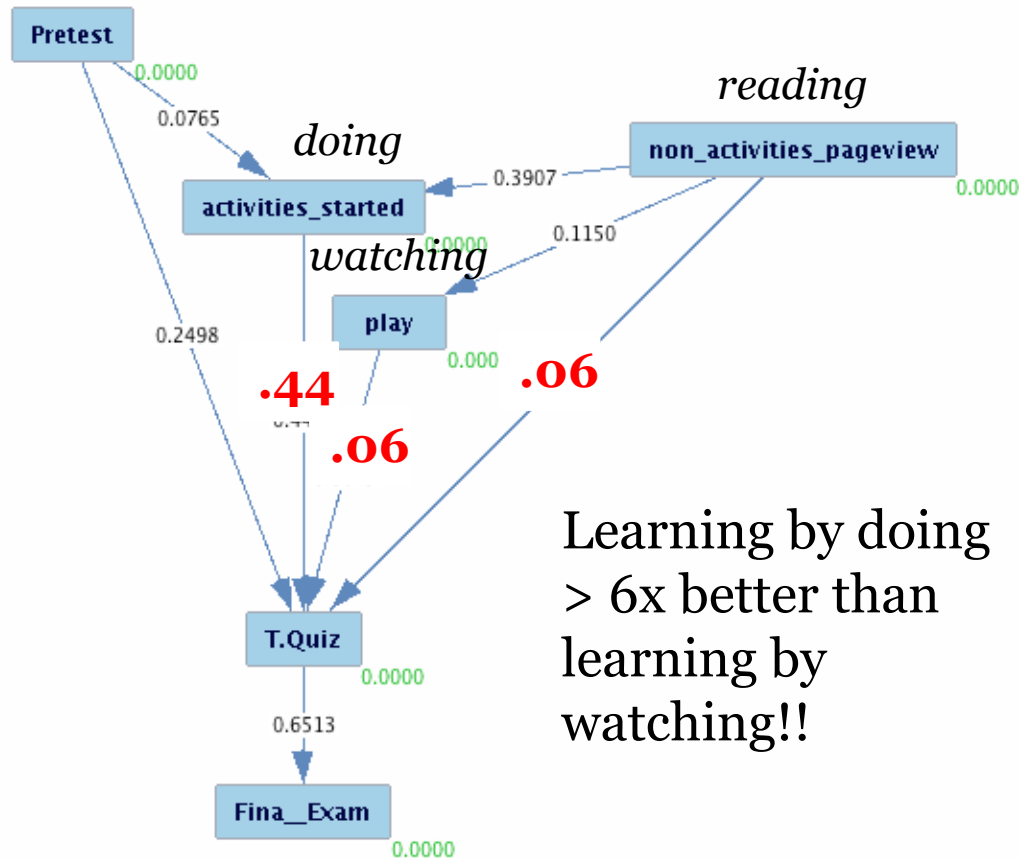 Pretest
0.0000
reading
0.0765
doing
non_activities_pageview
0.3907
0.0000
activities_started
0.0000
watching
0.1150
play
0.2498
0.000
.06
.44
.06
Learning by doing
> 6x better than
learning by
watching!!
T.Quiz
0.0000
0.6513
Fina__Exam
0.0000